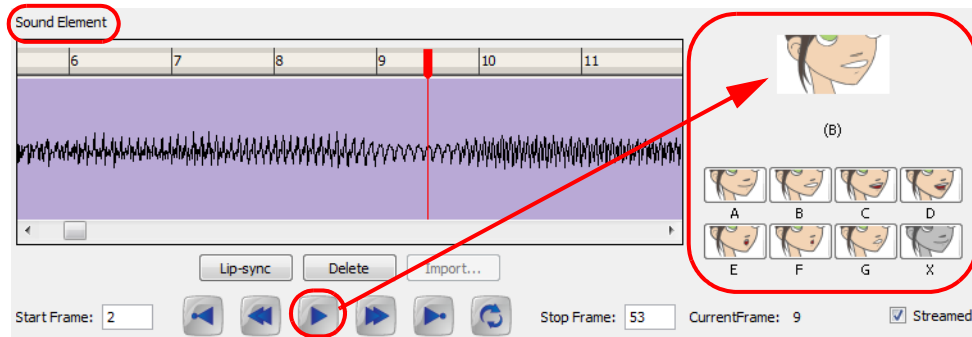 Sound Element
6 7 8 9 10 11
(B)
A B C D
E F G X
Lip-sync Delete Import...
Start Frame: 2 Stop Frame: 53 CurrentFrame: 9 Streamed